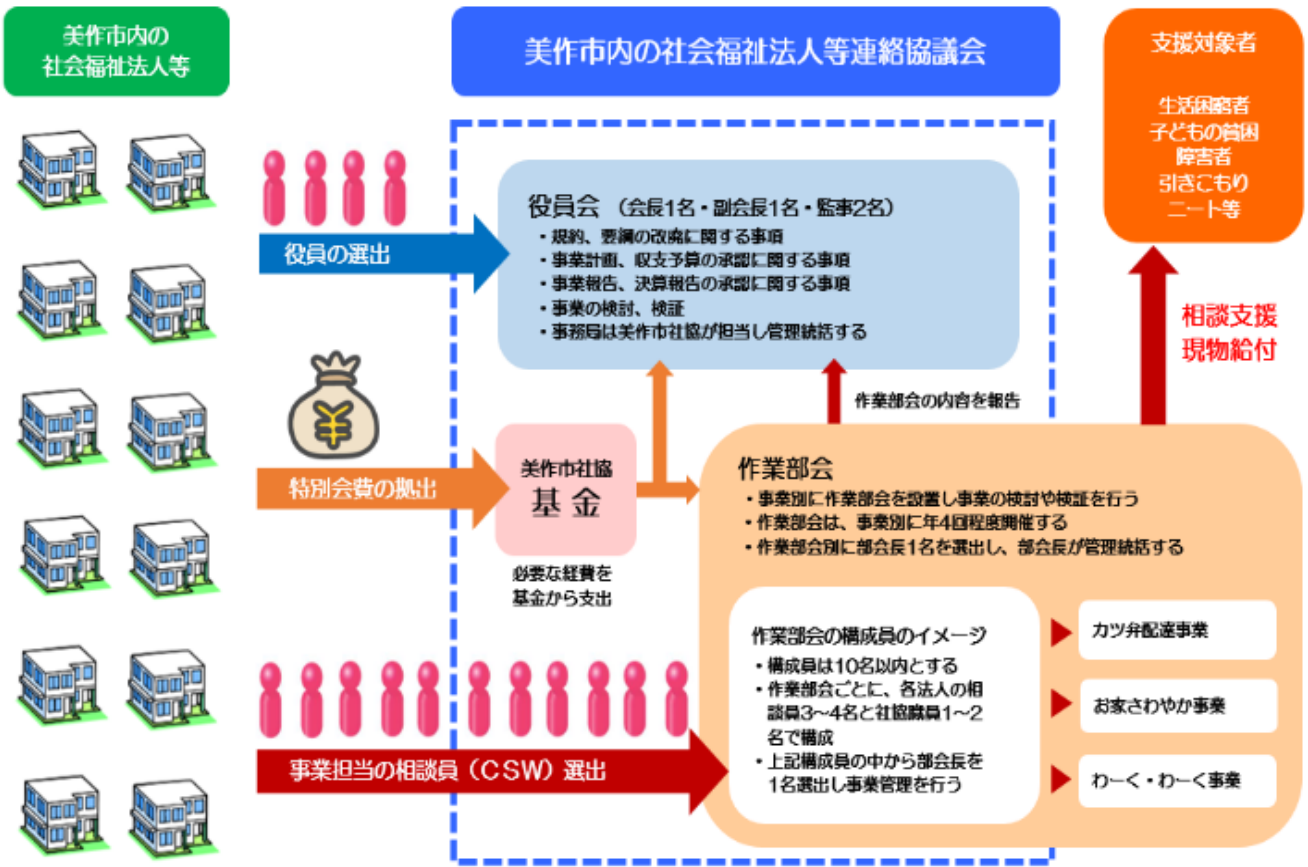 美作市内の
社会福祉法人等
美作市内の社会福祉法人等連絡協議会
支援対象者
生活困窮者
子どもの貧困
障害者
引きこもり
ニート等
役員の選出
役員会 （会長1名・副会長1名・監事2名）
・規約、要綱の改廃に関する事項
・事業計画、収支予算の承認に関する事項
・事業報告、決算報告の承認に関する事項
・事業の検討、検証
・事務局は美作市社協が担当し管理統括する
相談支援
現物給付
作業部会の内容を報告
¥
特別会費の拠出
美作市社協
基金
必要な経費を
基金から支出
作業部会
・事業別に作業部会を設置し事業の検討や検証を行う
・作業部会は、事業別に年4回程度開催する
・作業部会別に部会長1名を選出し、部会長が管理統括する
事業担当の相談員（CSW）選出
作業部会の構成員のイメージ
・構成員は10名以内とする
・作業部会ごとに、各法人の相
談員3～4名と社協職員1～2
名で構成
・上記構成員の中から部会長を
1名選出し事業管理を行う
カツ弁配達事業
お家さわやか事業
わーく・わーく事業